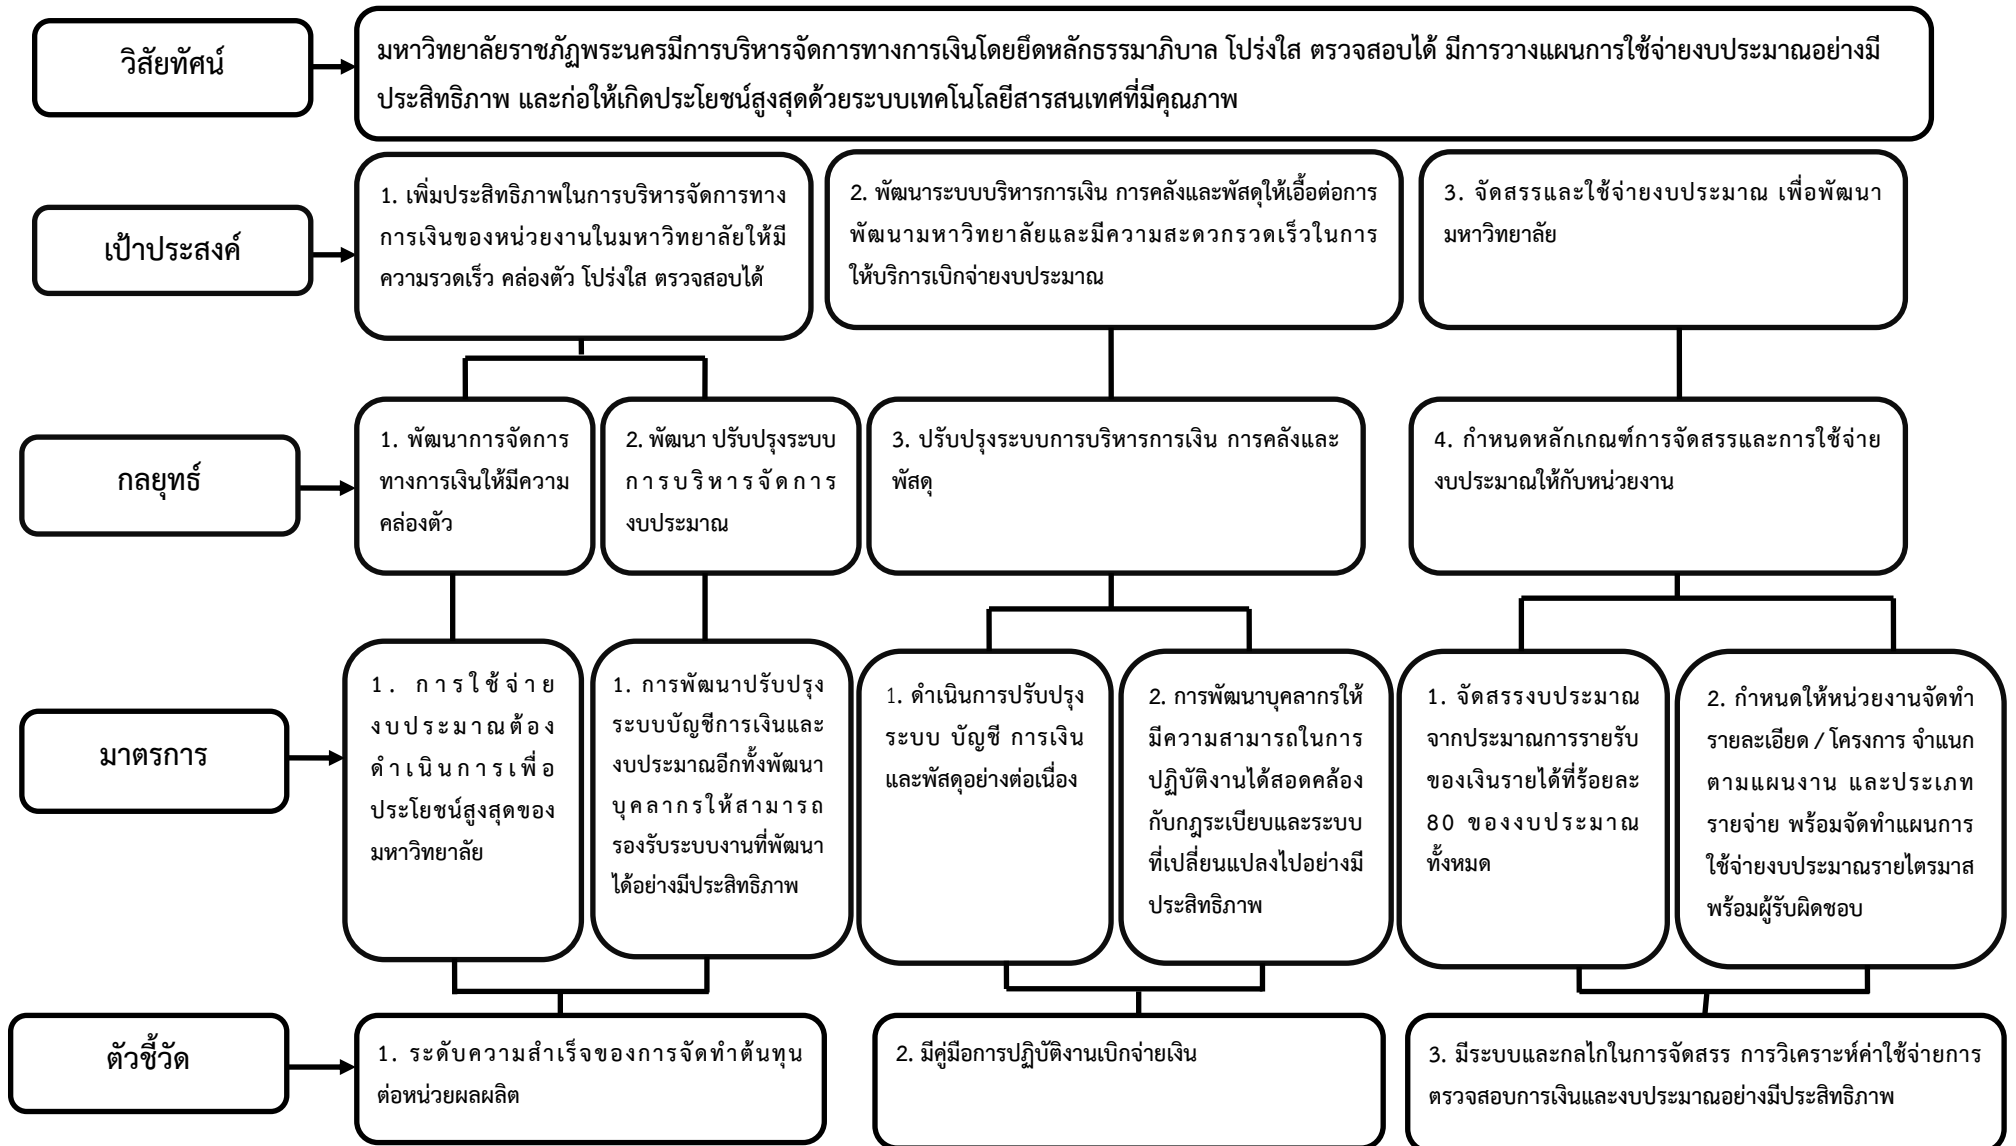 วิสัยทัศน์
มหาวิทยาลัยราชภัฏพระนครมีการบริหารจัดการทางการเงินโดยยึดหลักธรรมาภิบาล โปร่งใส ตรวจสอบได้ มีการวางแผนการใช้จ่ายงบประมาณอย่างมี
ประสิทธิภาพ และก่อให้เกิดประโยชน์สูงสุดด้วยระบบเทคโนโลยีสารสนเทศที่มีคุณภาพ
เป้าประสงค์
1. เพิ่มประสิทธิภาพในการบริหารจัดการทาง
การเงินของหน่วยงานในมหาวิทยาลัยให้มี
ความรวดเร็ว คล่องตัว โปร่งใส ตรวจสอบได้
2. พัฒนาระบบบริหารการเงิน การคลังและพัสดุให้เอื้อต่อการ
พัฒนามหาวิทยาลัยและมีความสะดวกรวดเร็วในการ
ให้บริการเบิกจ่ายงบประมาณ
3. จัดสรรและใช้จ่ายงบประมาณ เพื่อพัฒนา
มหาวิทยาลัย
กลยุทธ์
1. พัฒนาการจัดการ
ทางการเงินให้มีความ
คล่องตัว
2. พัฒนา ปรับปรุงระบบ
การบริหารจัดการ
งบประมาณ
3. ปรับปรุงระบบการบริหารการเงิน การคลังและ
พัสดุ
4. กำหนดหลักเกณฑ์การจัดสรรและการใช้จ่าย
งบประมาณให้กับหน่วยงาน
มาตรการ
1. การใช้จ่าย
งบประมาณต้อง
ดำเนินการเพื่อ
ประโยชน์สูงสุดของ
มหาวิทยาลัย
1. การพัฒนาปรับปรุง
ระบบบัญชีการเงินและ
งบประมาณอีกทั้งพัฒนา
บุคลากรให้สามารถ
รองรับระบบงานที่พัฒนา
ได้อย่างมีประสิทธิภาพ
1. ดำเนินการปรับปรุง
ระบบ บัญชี การเงิน
และพัสดุอย่างต่อเนื่อง
2. การพัฒนาบุคลากรให้
มีความสามารถในการ
ปฏิบัติงานได้สอดคล้อง
กับกฎระเบียบและระบบ
ที่เปลี่ยนแปลงไปอย่างมี
ประสิทธิภาพ
1. จัดสรรงบประมาณ
จากประมาณการรายรับ
ของเงินรายได้ที่ร้อยละ
80 ของงบประมาณ
ทั้งหมด
2. กำหนดให้หน่วยงานจัดทำ
รายละเอียด / โครงการ จำแนก
ตามแผนงาน และประเภท
รายจ่าย พร้อมจัดทำแผนการ
ใช้จ่ายงบประมาณรายไตรมาส
พร้อมผู้รับผิดชอบ
ตัวชี้วัด
1. ระดับความสำเร็จของการจัดทำต้นทุน
ต่อหน่วยผลผลิต
2. มีคู่มือการปฏิบัติงานเบิกจ่ายเงิน
3. มีระบบและกลไกในการจัดสรร การวิเคราะห์ค่าใช้จ่ายการ
ตรวจสอบการเงินและงบประมาณอย่างมีประสิทธิภาพ